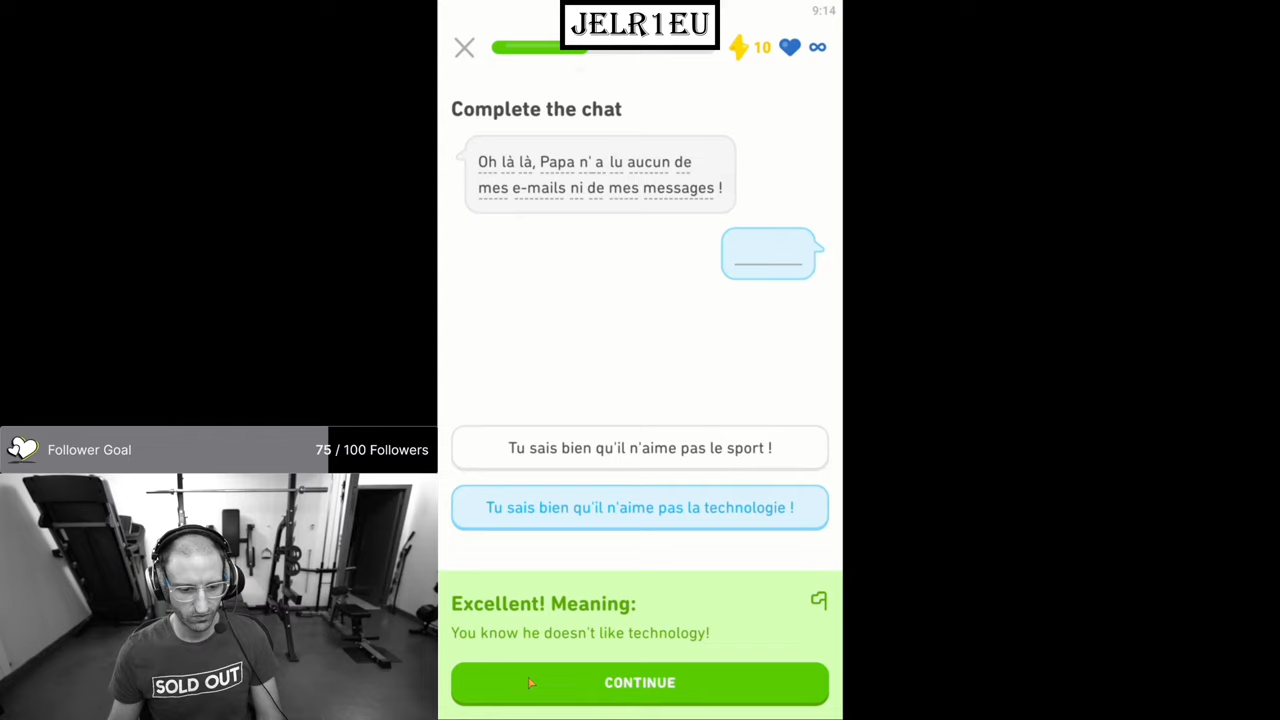 JELR1EU
9:14
10 ∞
Complete the chat
Oh là là, Papa n'a lu aucun de
mes e-mails ni de mes messages !
Tu sais bien qu'il n'aime pas le sport !
Tu sais bien qu'il n'aime pas la technologie !
Excellent! Meaning:
You know he doesn't like technology!
CONTINUE
Follower Goal
75 / 100 Followers
SOLD OUT